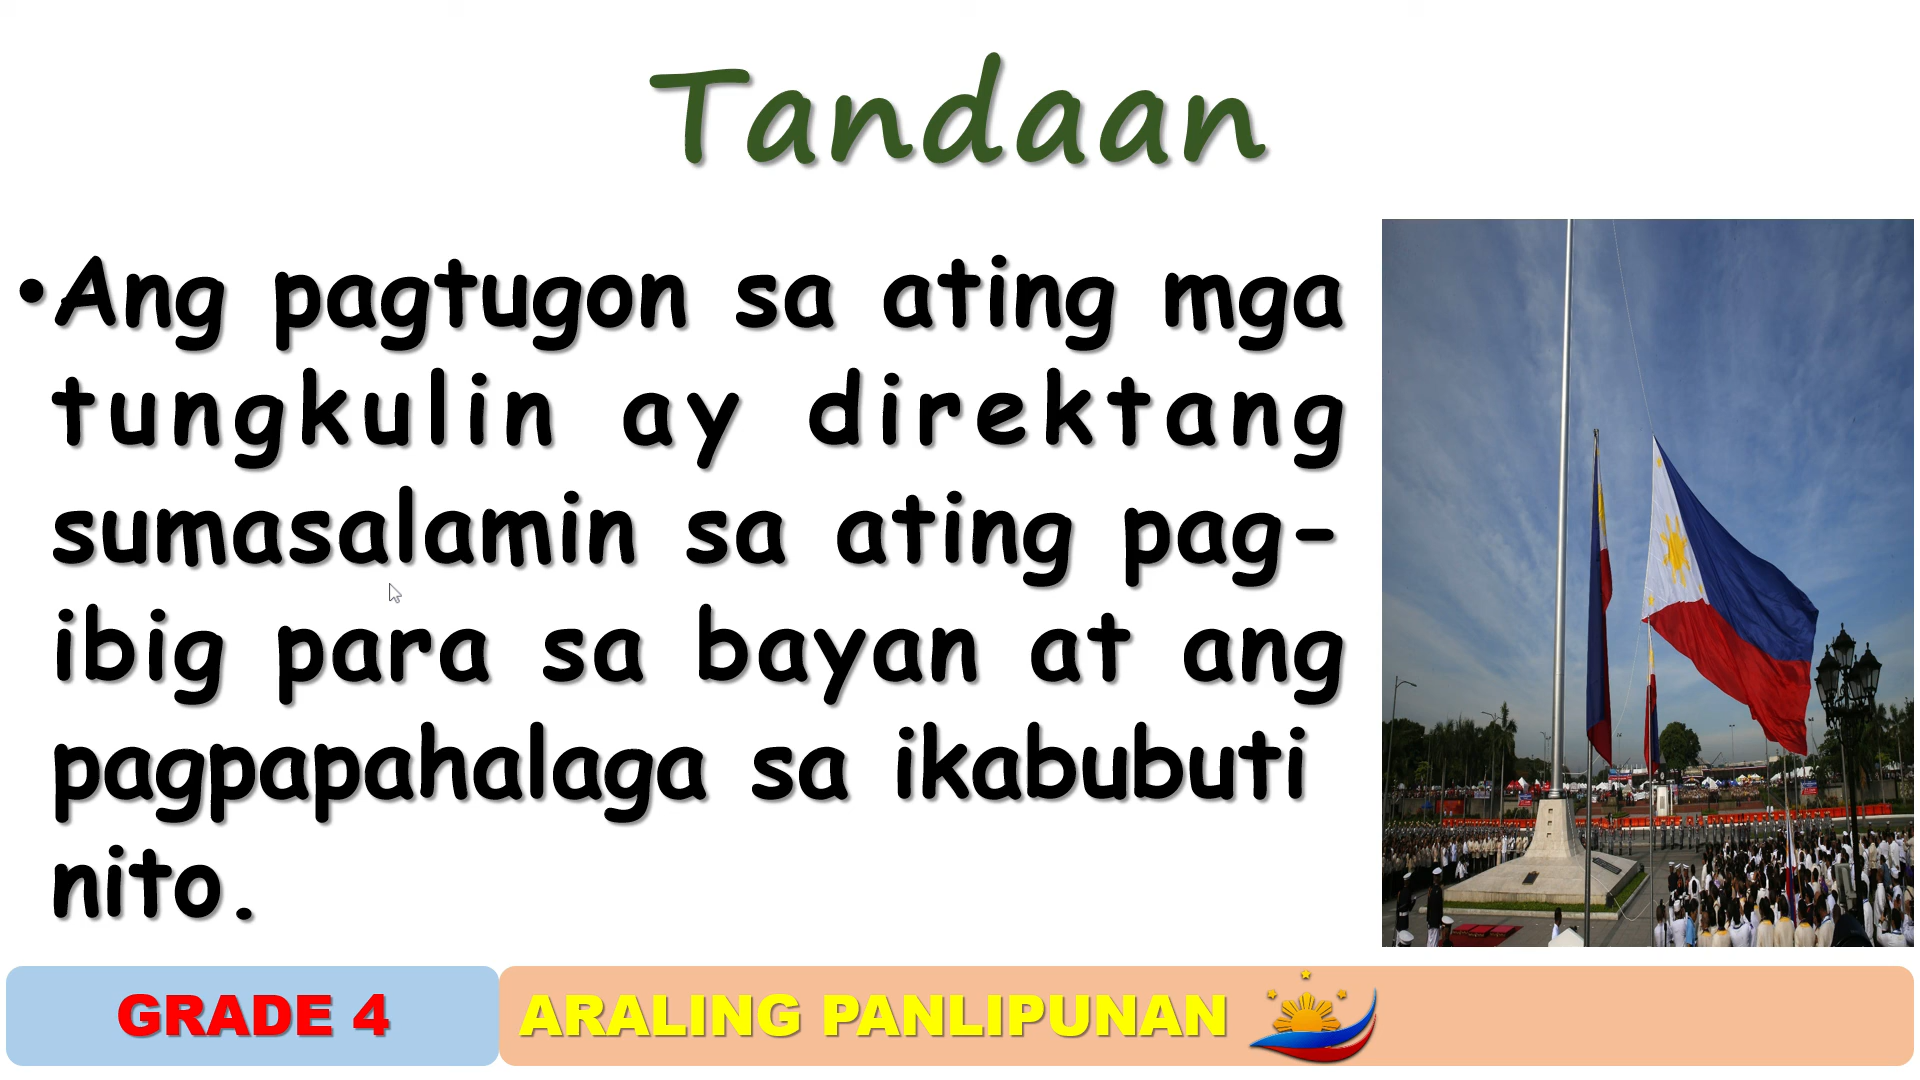 Tandaan
•Ang pagtugon sa ating mga
tungkulin ay direktang
sumasalamin sa ating pag-
ibig para sa bayan at ang
pagpapahalaga sa ikabubuti
nito.
GRADE 4
ARALING PANLIPUNAN